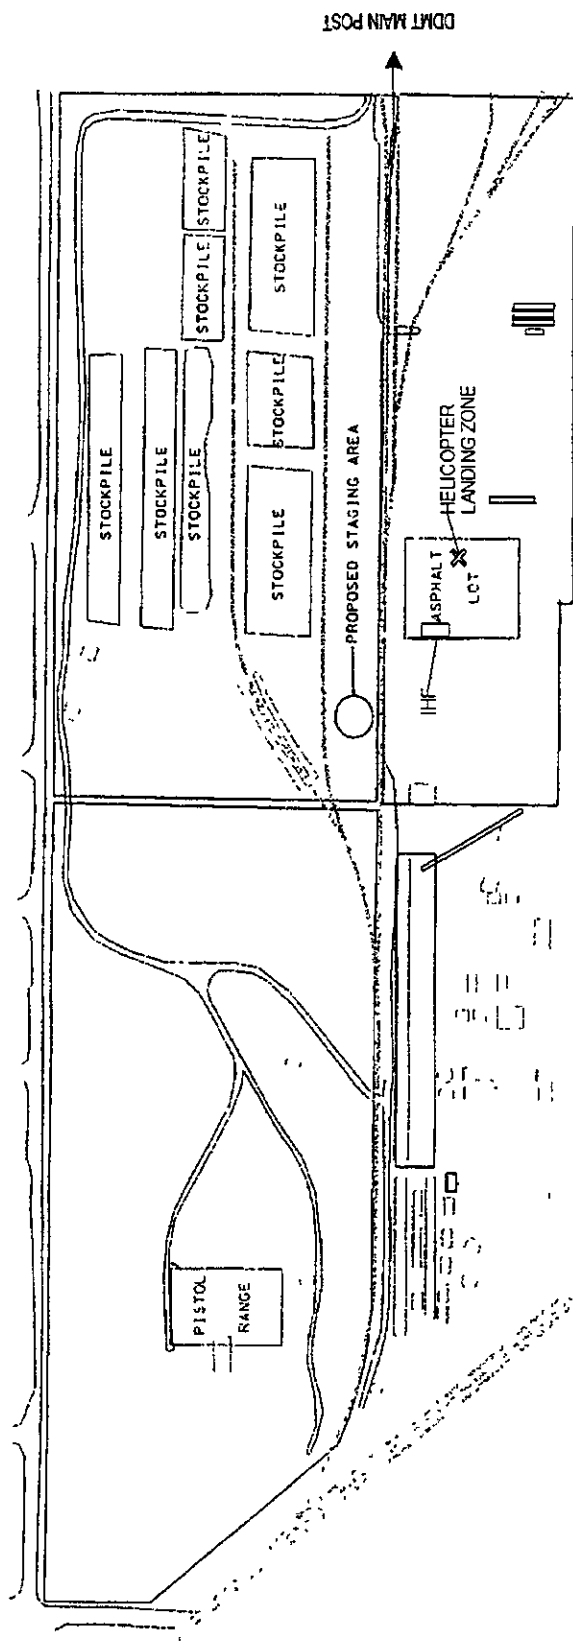 DDMT MAIN POST
STOCKPILE
STOCKPILE
STOCKPILE
STOCKPILE
STOCKPILE
STOCKPILE
STOCKPILE
STOCKPILE
PROPOSED STAGING AREA
HELICOPTER
LANDING ZONE
ASPHALT
LOT
IHF
PISTOL
RANGE